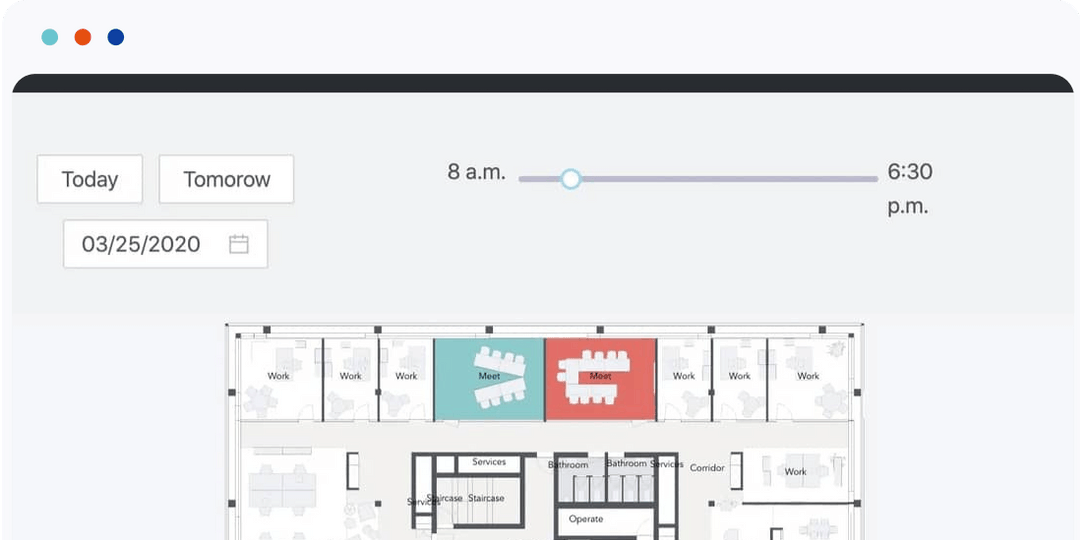 8 a.m.
6:30
p.m.
Today
Tomorow
03/25/2020
Work
Work
Work
Meet
Meet
Work
Work
Work
Services
Bathroom
Bathroom
Services
Corridor
Work
Services
Staircase
Staircase
Operate